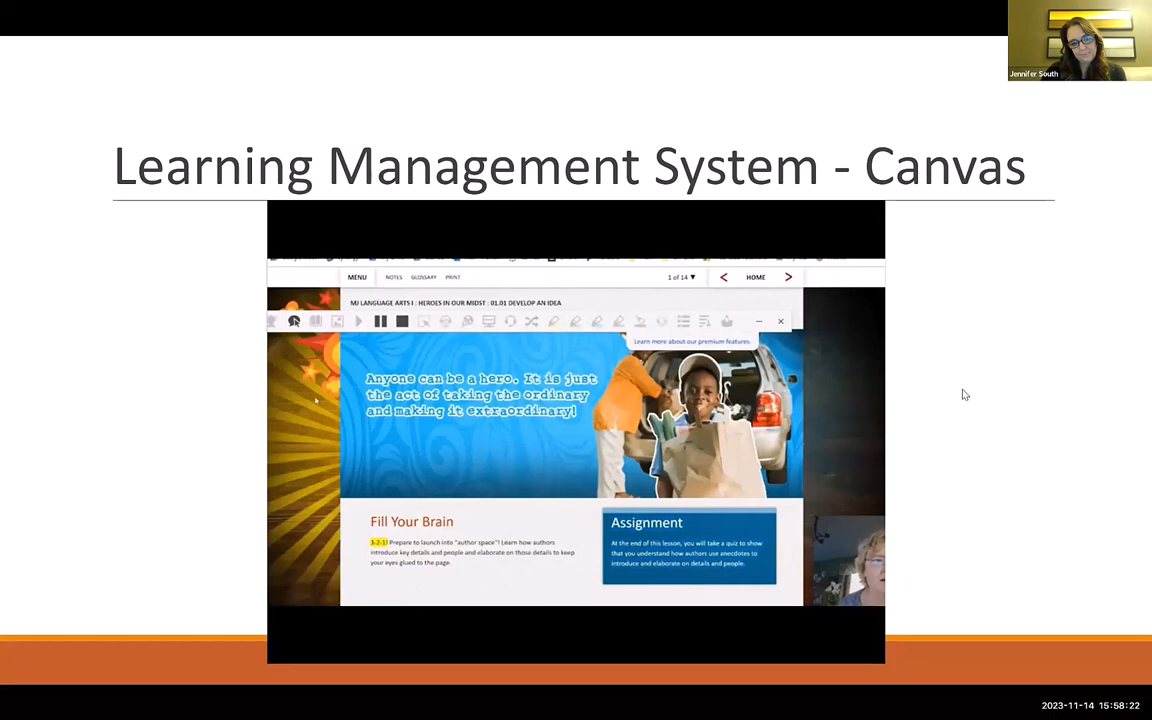 Jennifer South
Learning Management System - Canvas
MENU NOTES GLOSSARY PRINT 1 of 14 ▼ < HOME >
MJ LANGUAGE ARTS I : HEROES IN OUR MIDST : 01.01 DEVELOP AN IDEA
Learn more about our premium features.
Anyone can be a hero. It is just
the act of taking the ordinary
and making it extraordinary!
Fill Your Brain
3-2-1! Prepare to launch into "author space"! Learn how authors
introduce key details and people and elaborate on those details to keep
your eyes glued to the page.
Assignment
At the end of this lesson, you will take a quiz to show
that you understand how authors use anecdotes to
introduce and elaborate on details and people.
2023-11-14 15:58:22